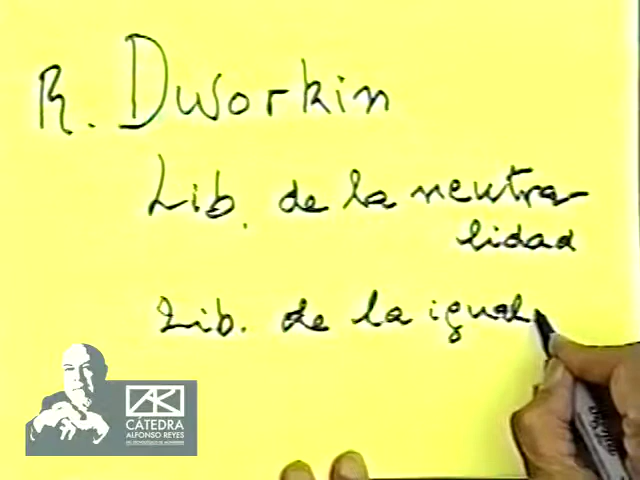 R. Dworkin
Lib. de la neutra-
lidad
Lib. de la igual
CÁTEDRA
ALFONSO REYES